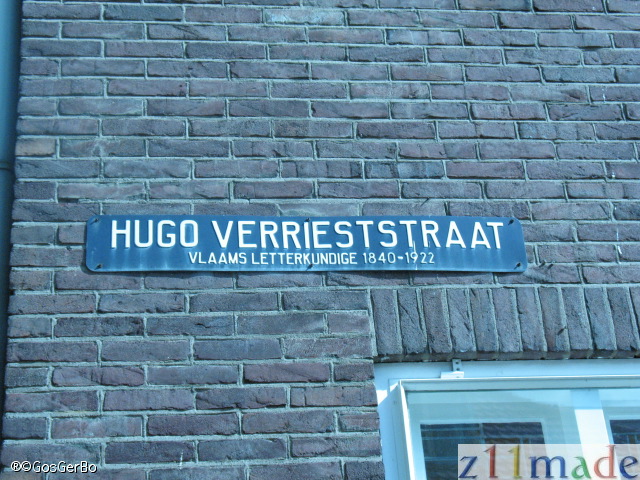 HUGO VERRIESTSTRAAT
VLAAMS LETTERKUNDIGE 1840-1922
®©GosGerBo
z11made